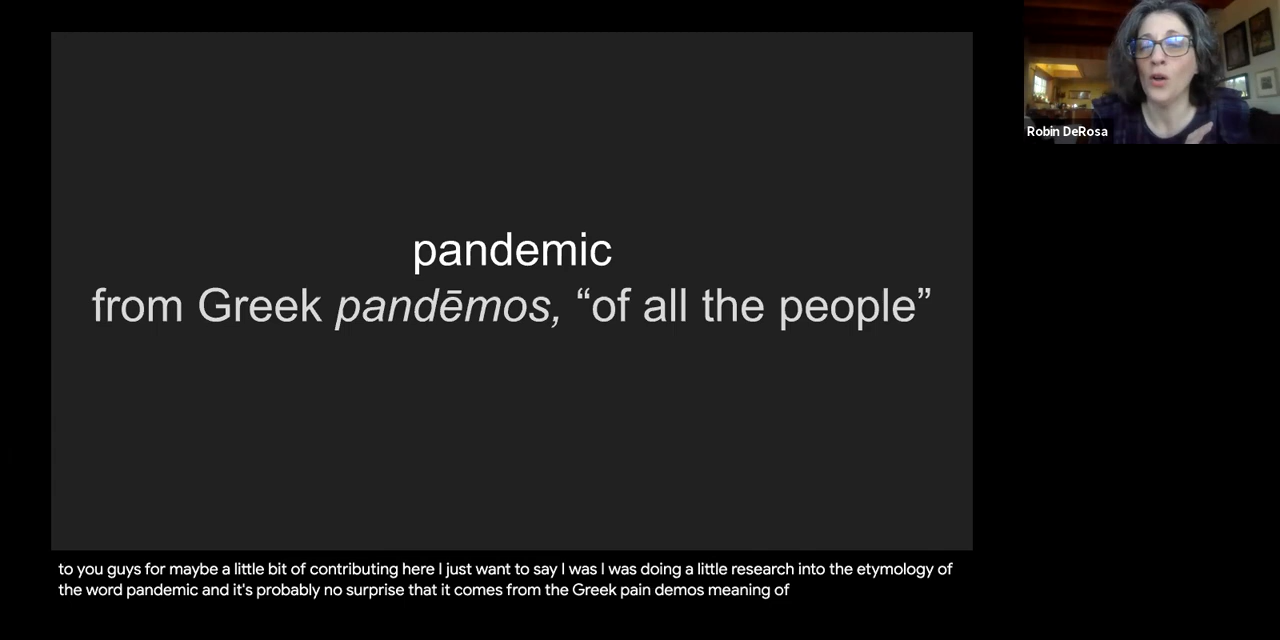 Robin DeRosa
pandemic
from Greek pandēmos, “of all the people”
to you guys for maybe a little bit of contributing here I just want to say I was I was doing a little research into the etymology of
the word pandemic and it's probably no surprise that it comes from the Greek pain demos meaning of